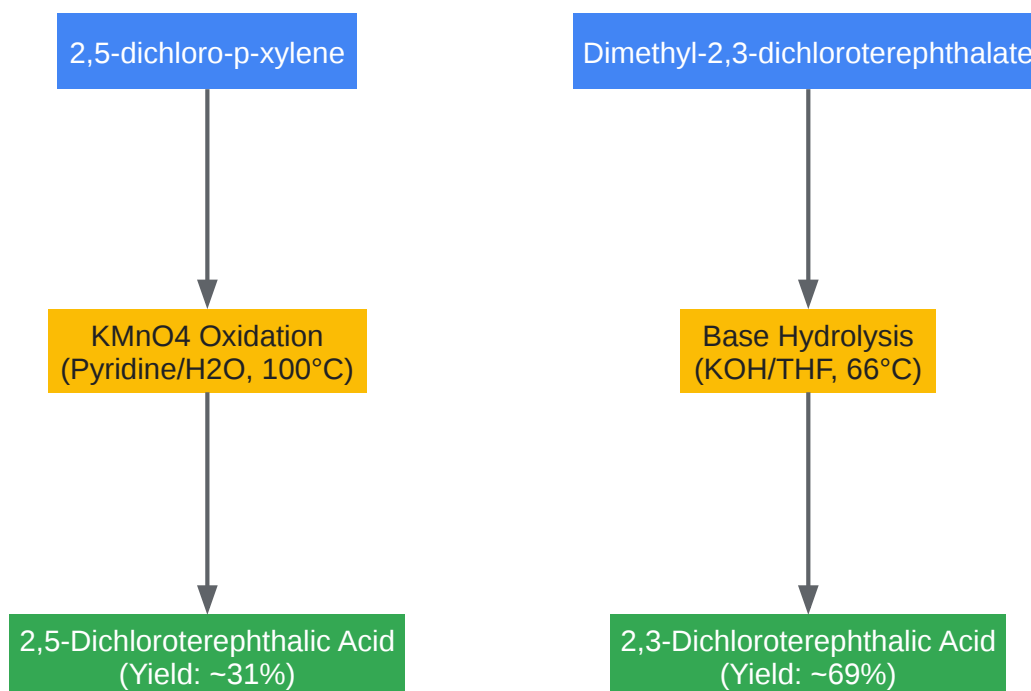 2,5-dichloro-p-xylene
Dimethyl-2,3-dichloroterephthalate
KMnO4 Oxidation
(Pyridine/H2O, 100°C)
Base Hydrolysis
(KOH/THF, 66°C)
2,5-Dichloroterephthalic Acid
(Yield: ~31%)
2,3-Dichloroterephthalic Acid
(Yield: ~69%)